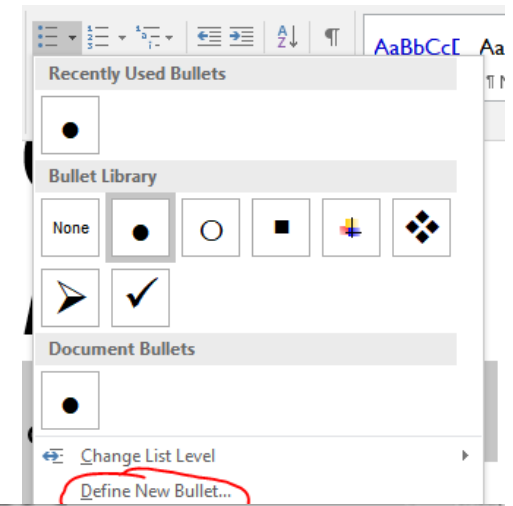 AaBbCcD Aa
¶ N
Recently Used Bullets
Bullet Library
None
Document Bullets
Change List Level
Define New Bullet...